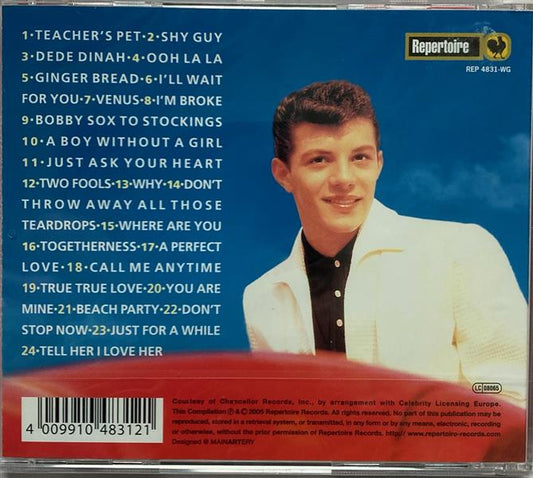 1·TEACHER'S PET·2·SHY GUY
3·DEDE DINAH·4·OOH LA LA
5·GINGER BREAD·6·I'LL WAIT
FOR YOU·7·VENUS·8·I'M BROKE
9·BOBBY SOX TO STOCKINGS
10·A BOY WITHOUT A GIRL
11·JUST ASK YOUR HEART
12·TWO FOOLS·13·WHY·14·DON'T
THROW AWAY ALL THOSE
TEARDROPS·15·WHERE ARE YOU
16·TOGETHERNESS·17·A PERFECT
LOVE·18·CALL ME ANYTIME
19·TRUE TRUE LOVE·20·YOU ARE
MINE·21·BEACH PARTY·22·DON'T
STOP NOW·23·JUST FOR A WHILE
24·TELL HER I LOVE HER
Repertoire
REP 4831-WG
LC 08065
Courtesy of Chancellor Records, Inc., by arrangement with Celebrity Licensing Europe.
This Compilation ℗ & © 2005 Repertoire Records. All rights reserved. No part of this publication may be
reproduced, stored in a retrieval system, or transmitted, in any form or by any means, electronic, recording
or otherwise, without the prior permission of Repertoire Records. http://www.repertoire-records.com
Designed @ MAINARTERY
4 009910 483121